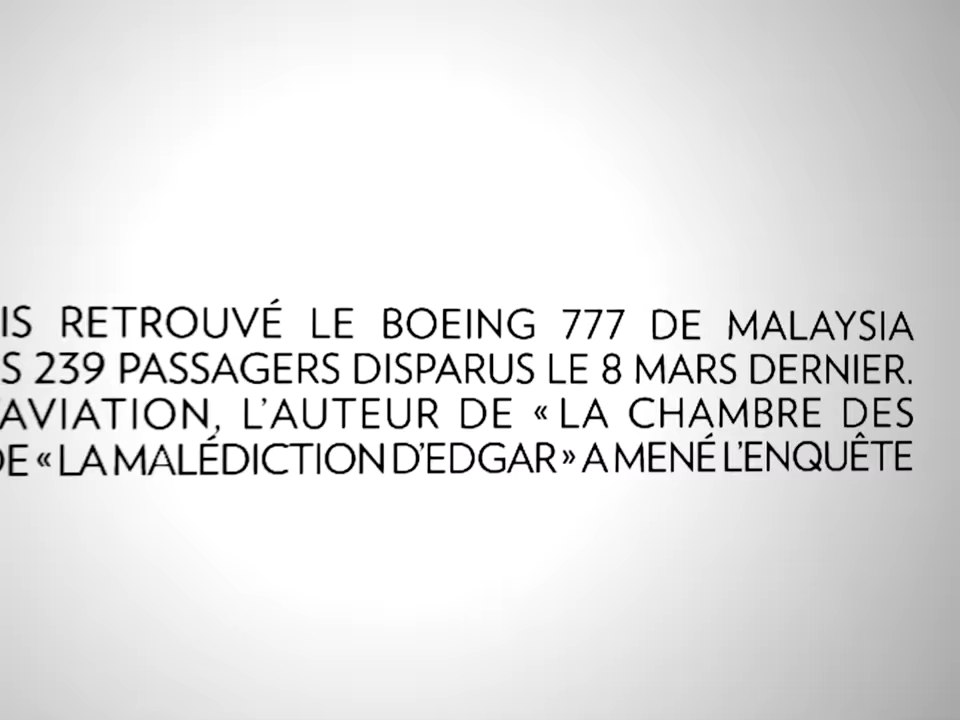 IS RETROUVÉ LE BOEING 777 DE MALAYSIA
S 239 PASSAGERS DISPARUS LE 8 MARS DERNIER.
'AVIATION, L'AUTEUR DE « LA CHAMBRE DES
DE « LA MALÉDICTION D'EDGAR » A MENÉ L'ENQUÊTE